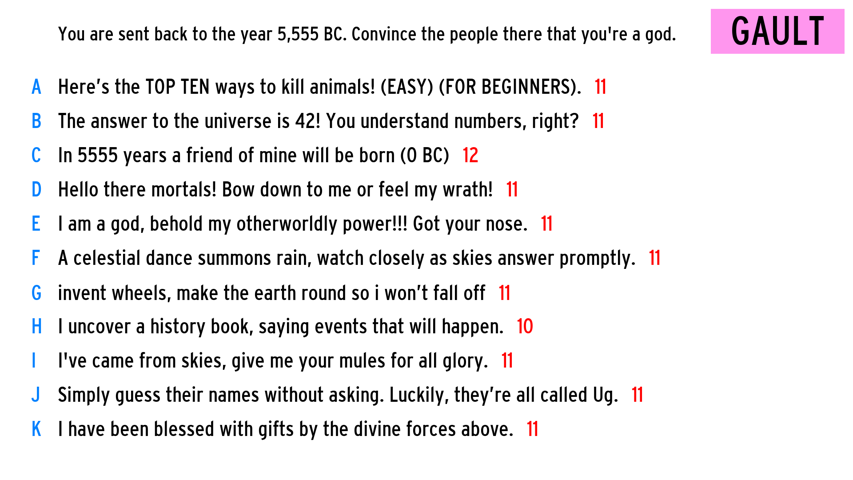 You are sent back to the year 5,555 BC. Convince the people there that you're a god.
GAULT
A Here's the TOP TEN ways to kill animals! (EASY) (FOR BEGINNERS). 11
B The answer to the universe is 42! You understand numbers, right? 11
C In 5555 years a friend of mine will be born (0 BC) 12
D Hello there mortals! Bow down to me or feel my wrath! 11
E I am a god, behold my otherworldly power!!! Got your nose. 11
F A celestial dance summons rain, watch closely as skies answer promptly. 11
G invent wheels, make the earth round so i won't fall off 11
H I uncover a history book, saying events that will happen. 10
I I've came from skies, give me your mules for all glory. 11
J Simply guess their names without asking. Luckily, they're all called Ug. 11
K I have been blessed with gifts by the divine forces above. 11